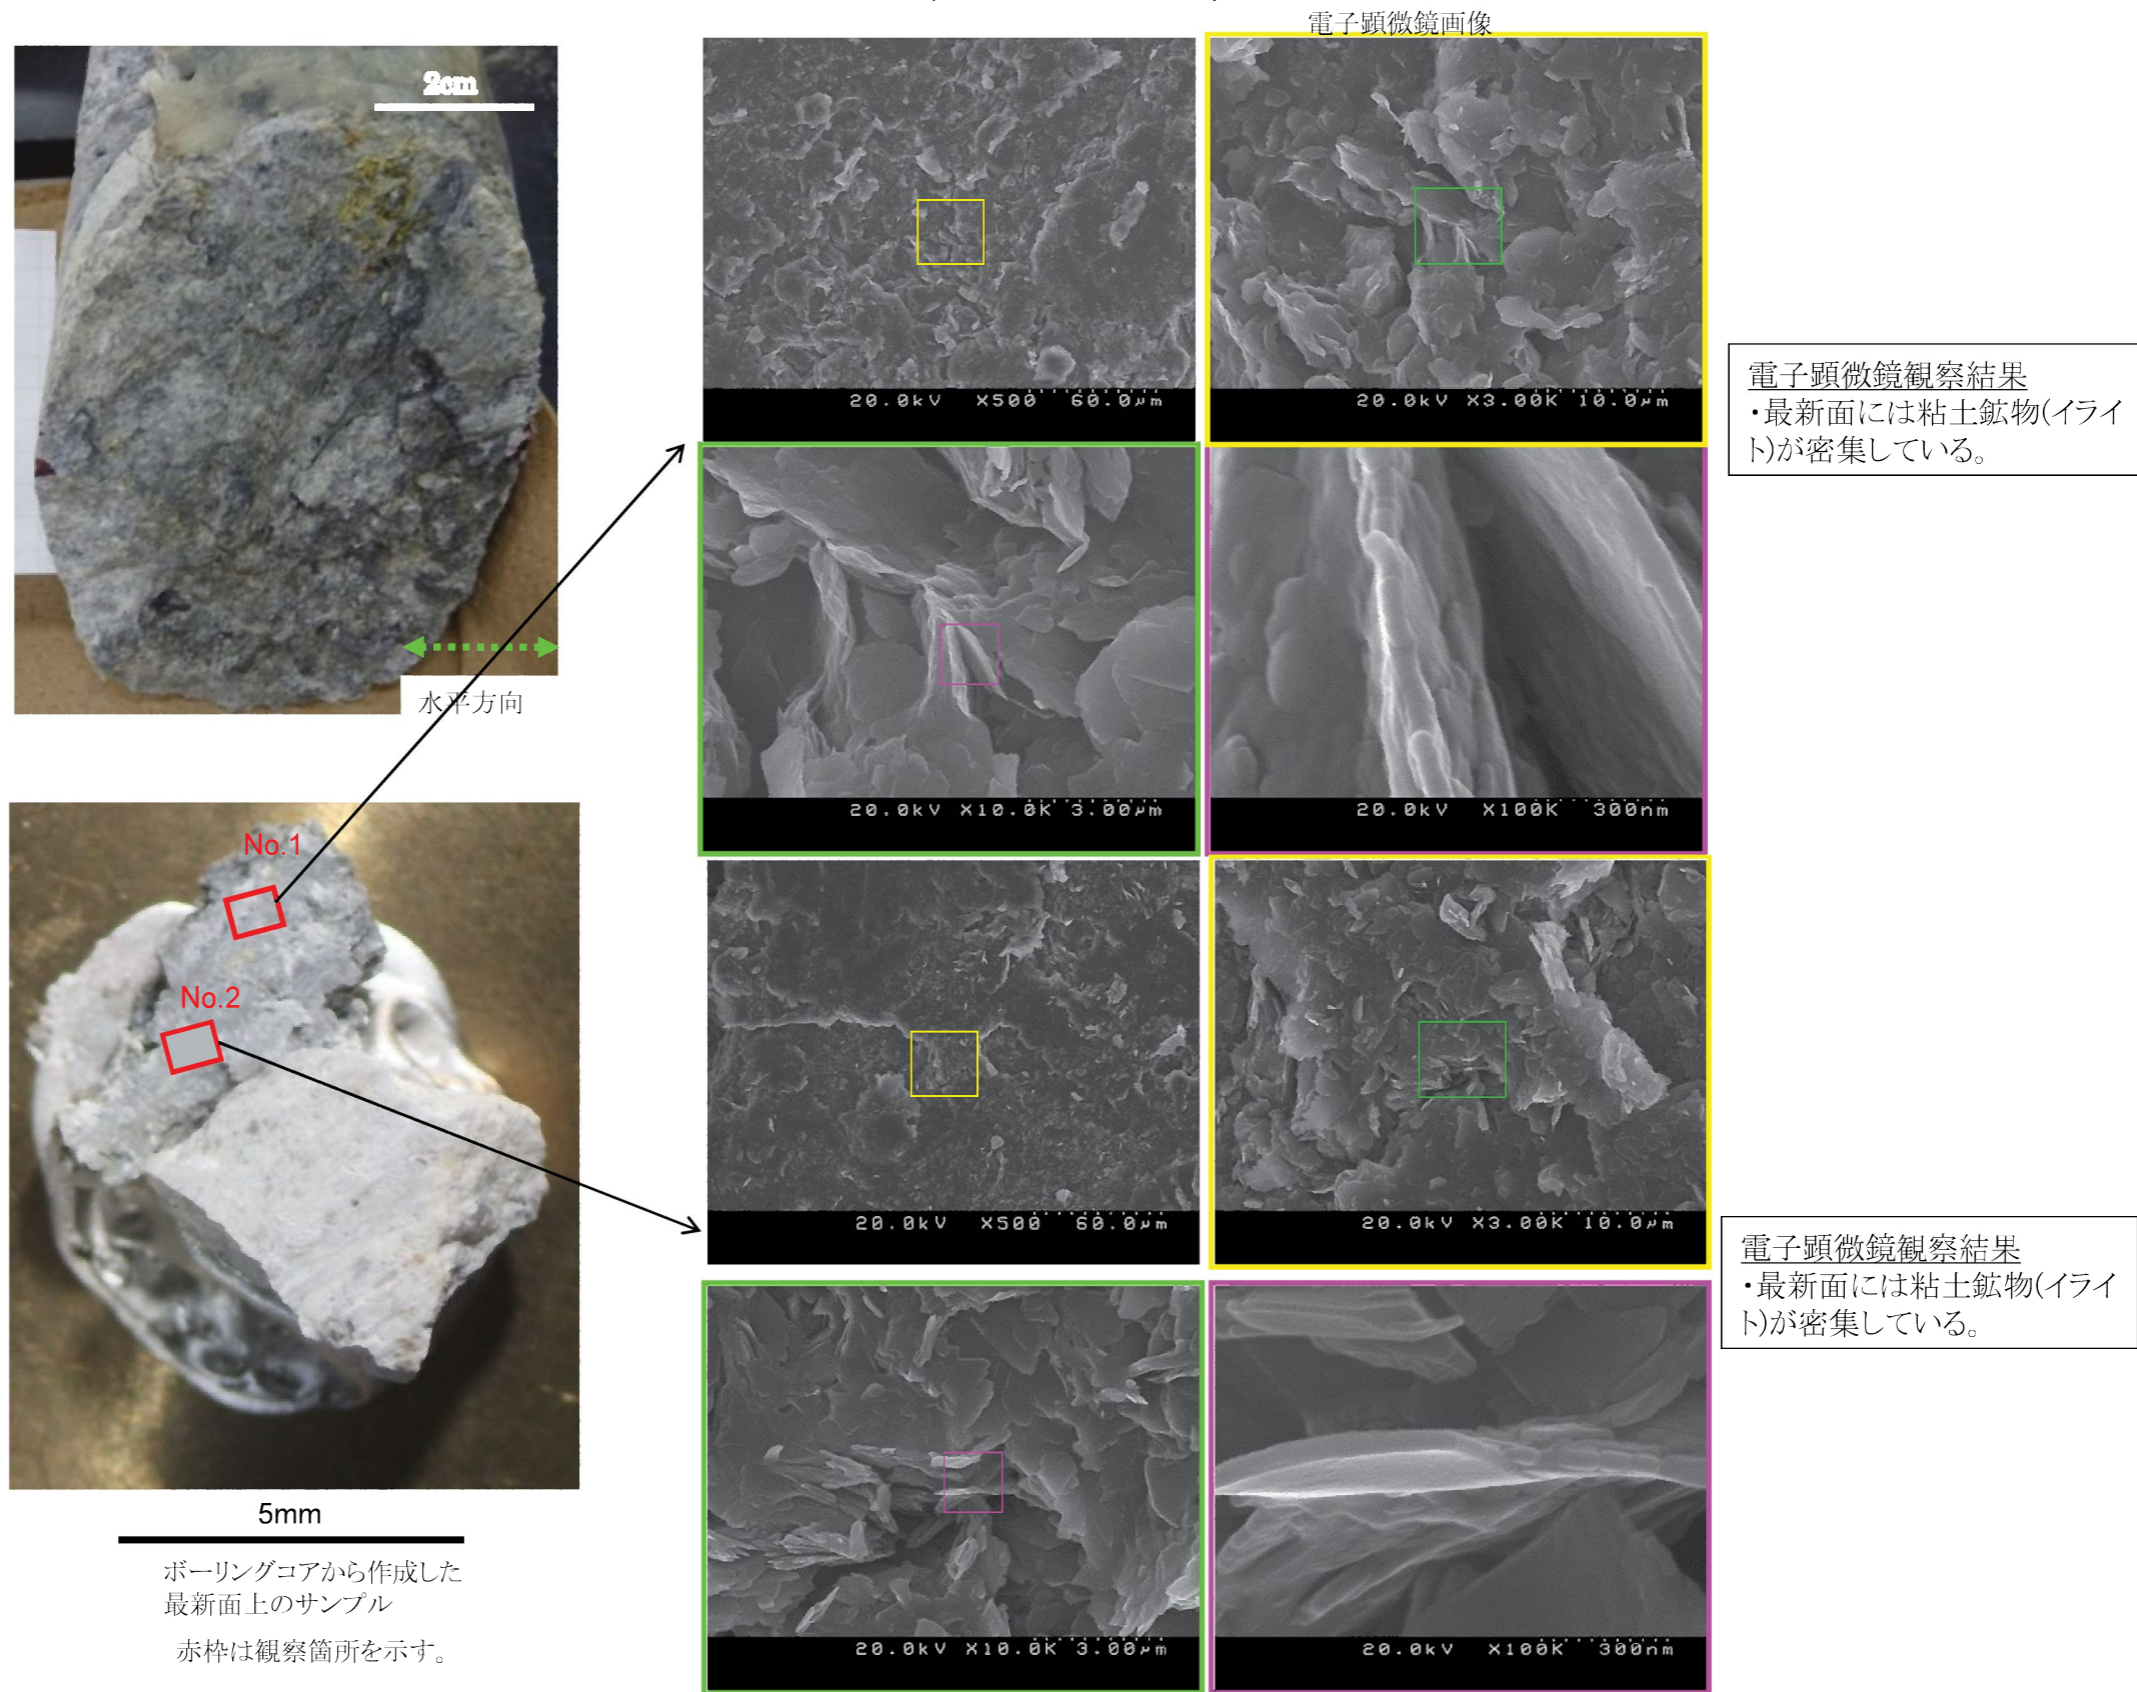 電子顕微鏡画像
2cm
水平方向
20.0kV X500 60.0μm
20.0kV X3.00K 10.0μm
20.0kV X10.0K 3.00μm
20.0kV X100K 300nm
電子顕微鏡観察結果
・最新面には粘土鉱物(イライ
ト)が密集している。
No.1
No.2
5mm
ボーリングコアから作成した
最新面上のサンプル
赤枠は観察箇所を示す。
20.0kV X500 60.0μm
20.0kV X3.00K 10.0μm
20.0kV X10.0K 3.00μm
20.0kV X100K 300nm
電子顕微鏡観察結果
・最新面には粘土鉱物(イライ
ト)が密集している。